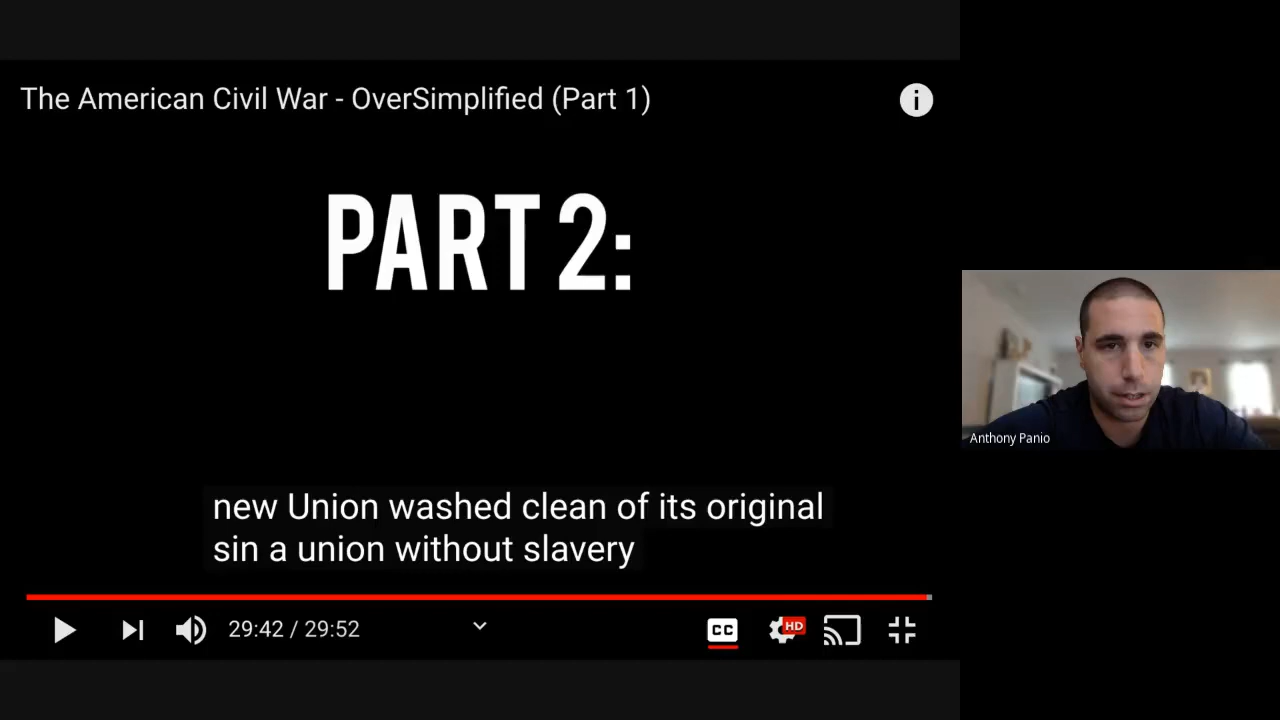 The American Civil War - OverSimplified (Part 1)
PART 2:
new Union washed clean of its original
sin a union without slavery
29:42 / 29:52
CC
HD
Anthony Panio